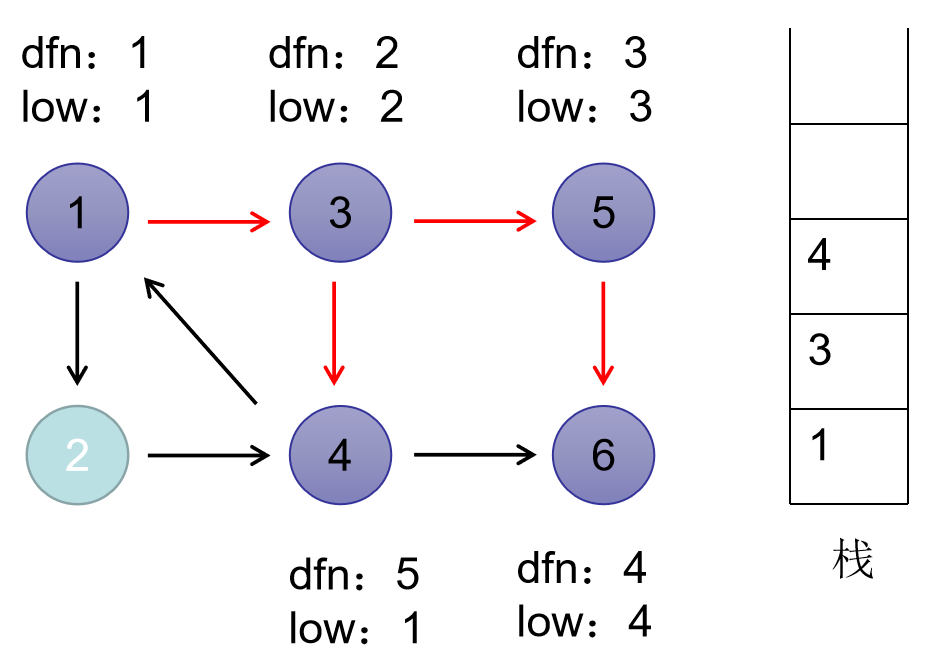 dfn：1
low：1
dfn：2
low：2
dfn：3
low：3
1
3
5
2
4
6
dfn：5
low：1
dfn：4
low：4
4
3
1
栈